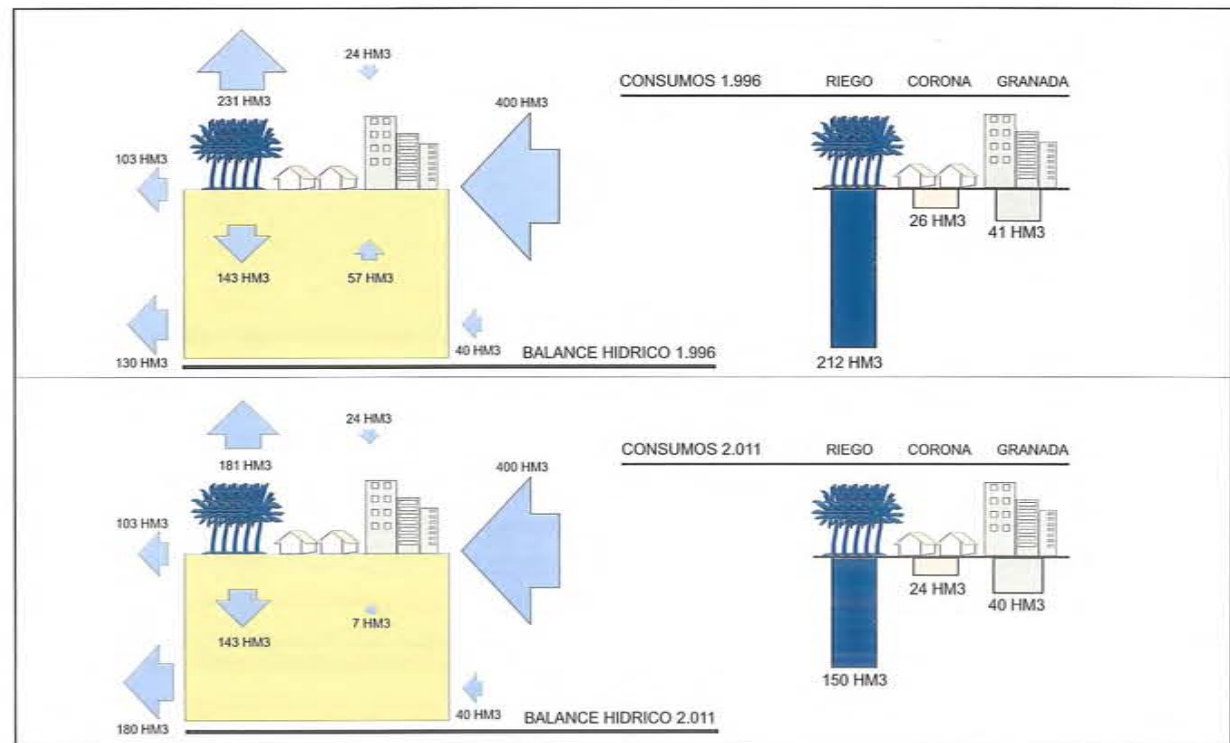 24 HM3
CONSUMOS 1.996 RIEGO CORONA GRANADA
231 HM3
400 HM3
103 HM3
26 HM3
41 HM3
143 HM3
57 HM3
130 HM3
40 HM3
BALANCE HIDRICO 1.996
212 HM3
24 HM3
CONSUMOS 2.011 RIEGO CORONA GRANADA
181 HM3
400 HM3
103 HM3
24 HM3
40 HM3
143 HM3
7 HM3
150 HM3
180 HM3
40 HM3
BALANCE HIDRICO 2.011